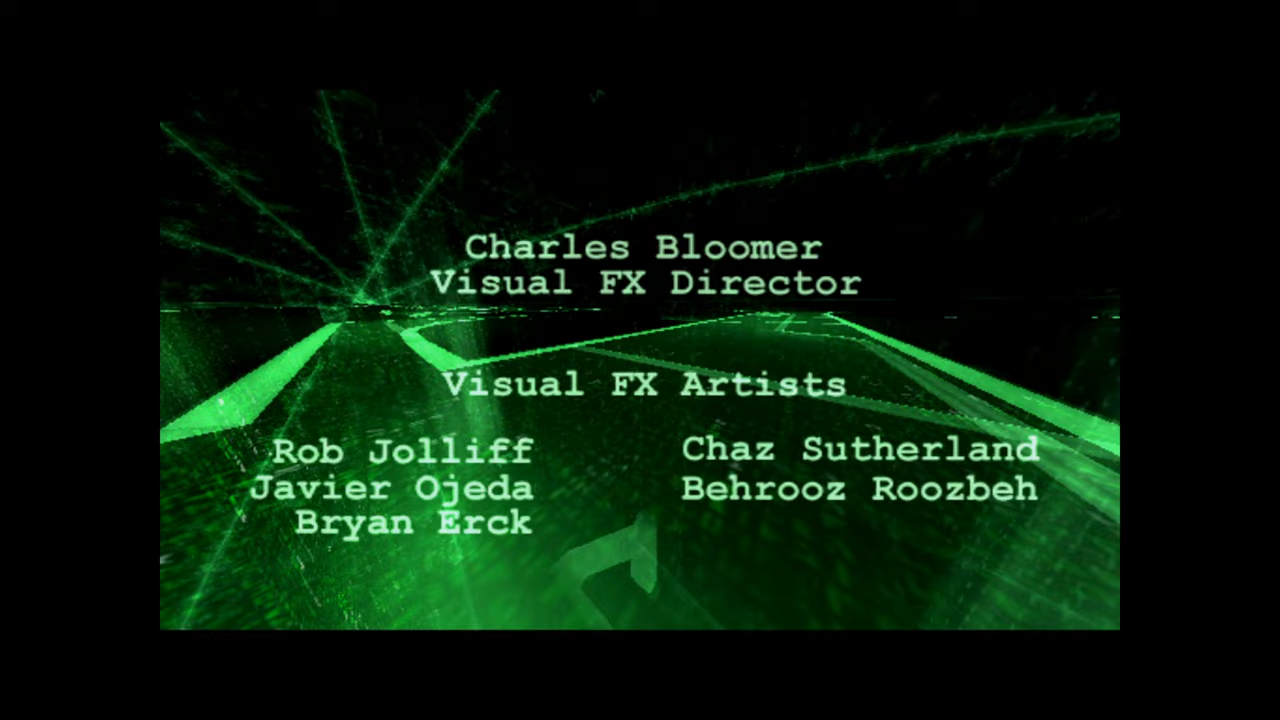 Charles Bloomer
Visual FX Director
Visual FX Artists
Rob Jolliff
Javier Ojeda
Bryan Erck
Chaz Sutherland
Behrooz Roozbeh